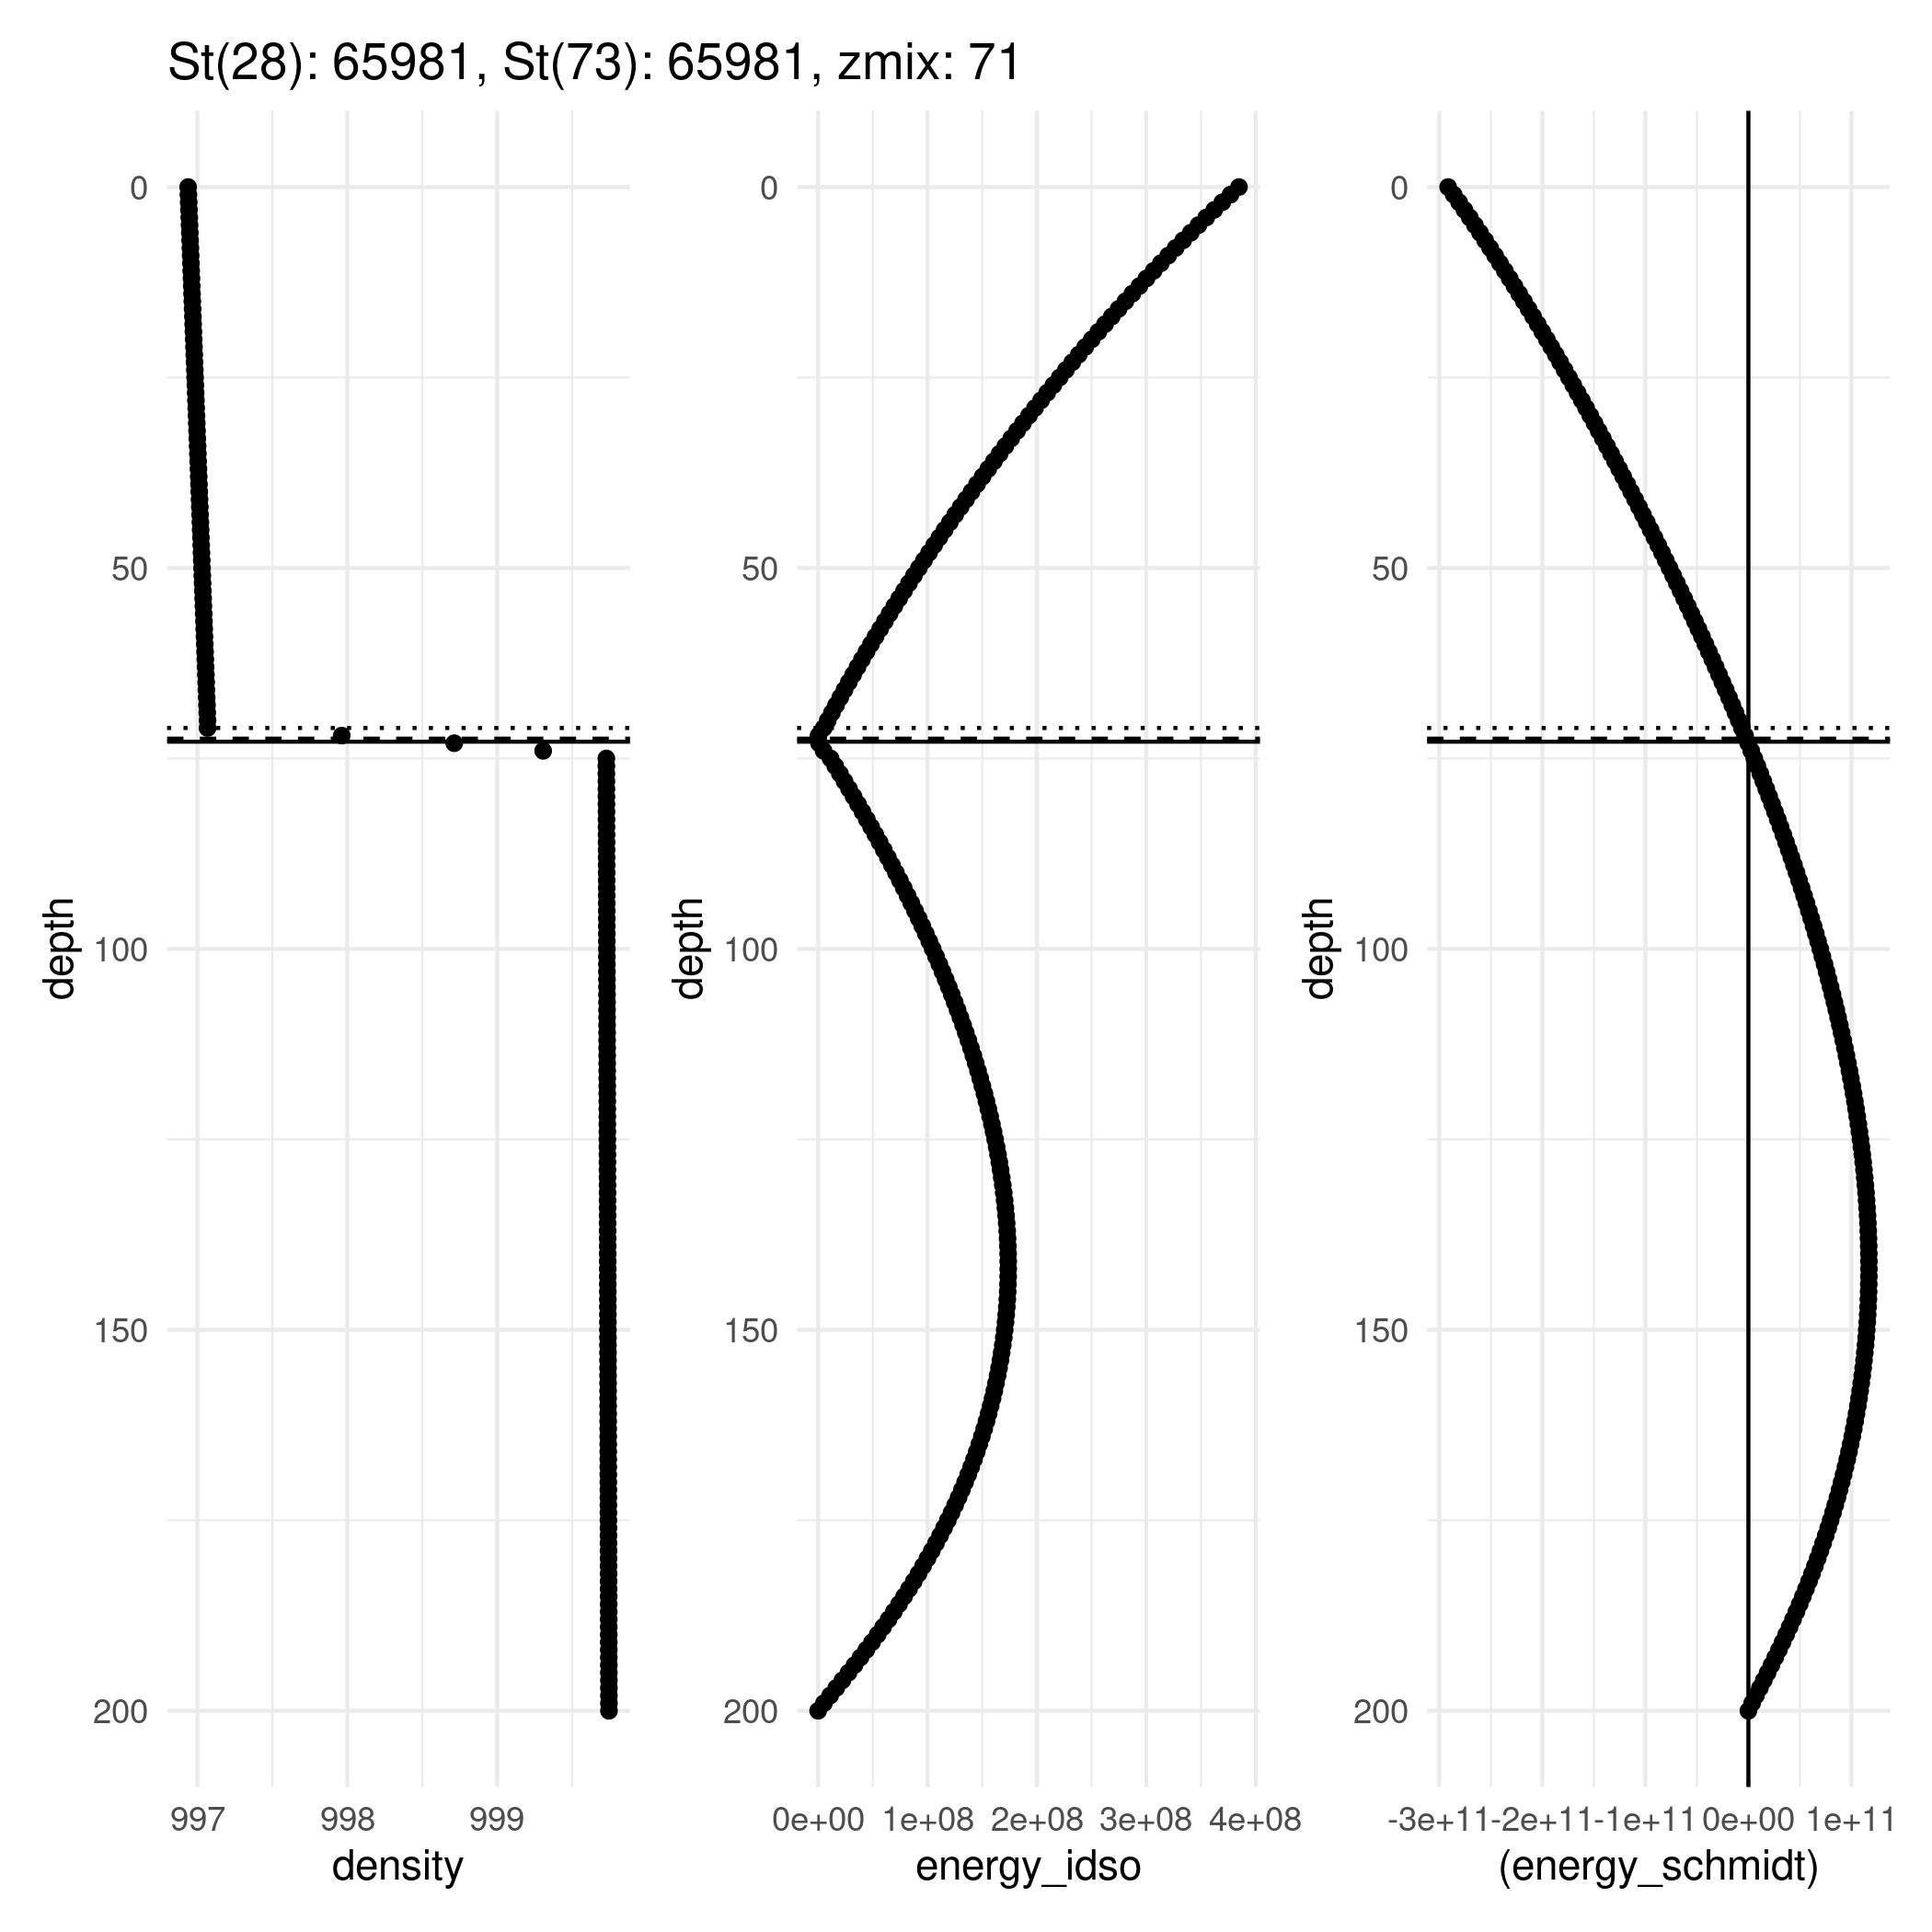 St(28): 65981, St(73): 65981, zmix: 71
0
50
100
150
200
depth
997 998 999
density
0
50
100
150
200
depth
0e+00 1e+08 2e+08 3e+08 4e+08
energy_idso
0
50
100
150
200
depth
-3e+11 -2e+11 -1e+11 0e+00 1e+11
(energy_schmidt)